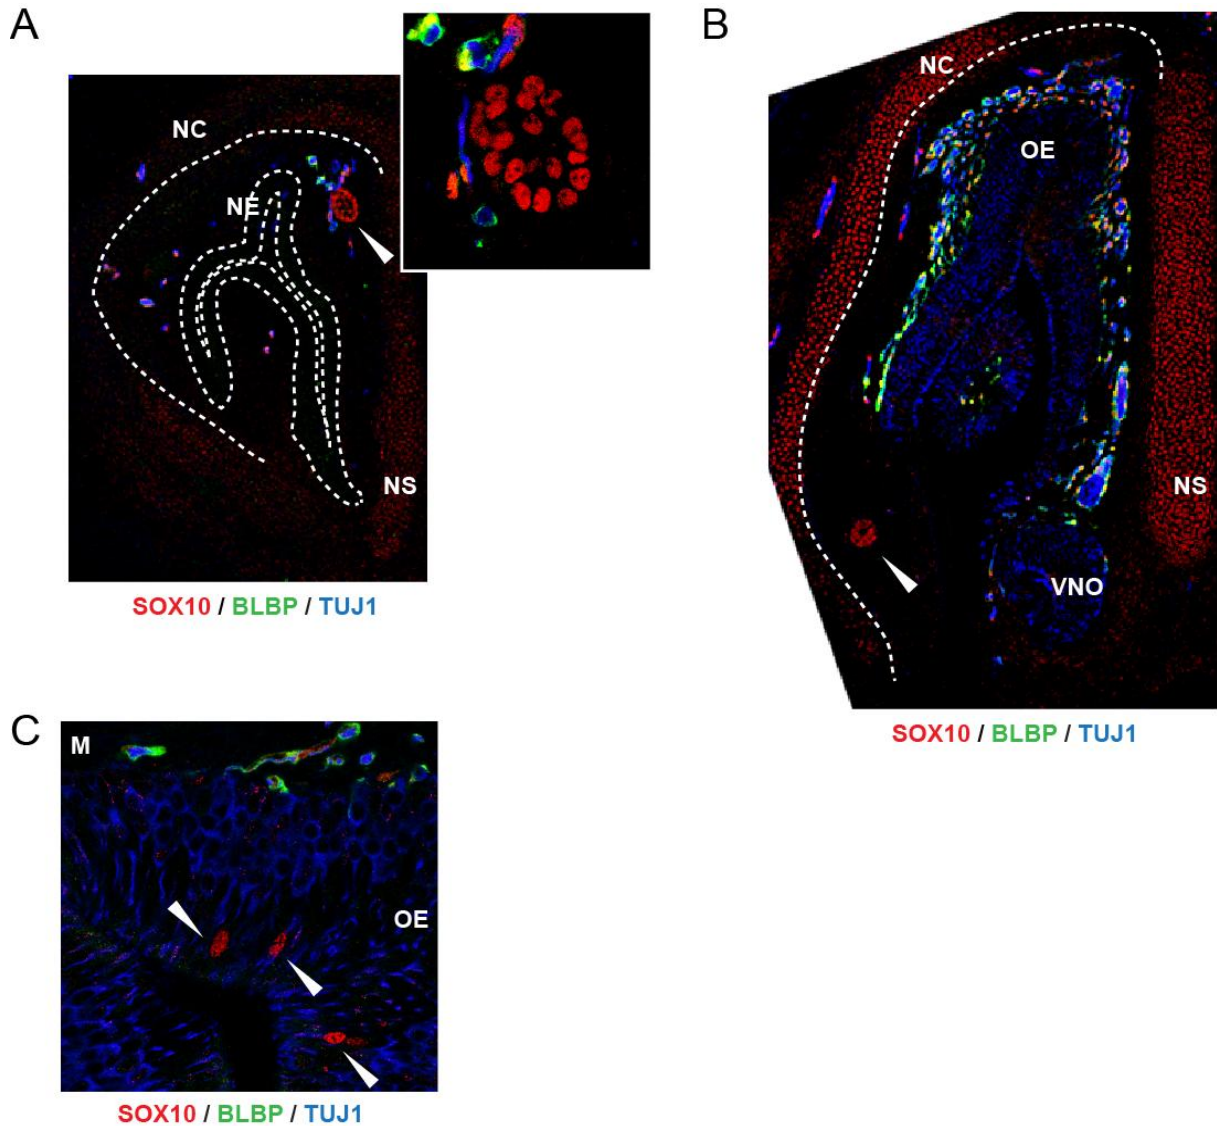 A
NC
NE
NS
SOX10 / BLBP / TUJ1
B
NC
OE
NS
VNO
SOX10 / BLBP / TUJ1
C
M
OE
SOX10 / BLBP / TUJ1